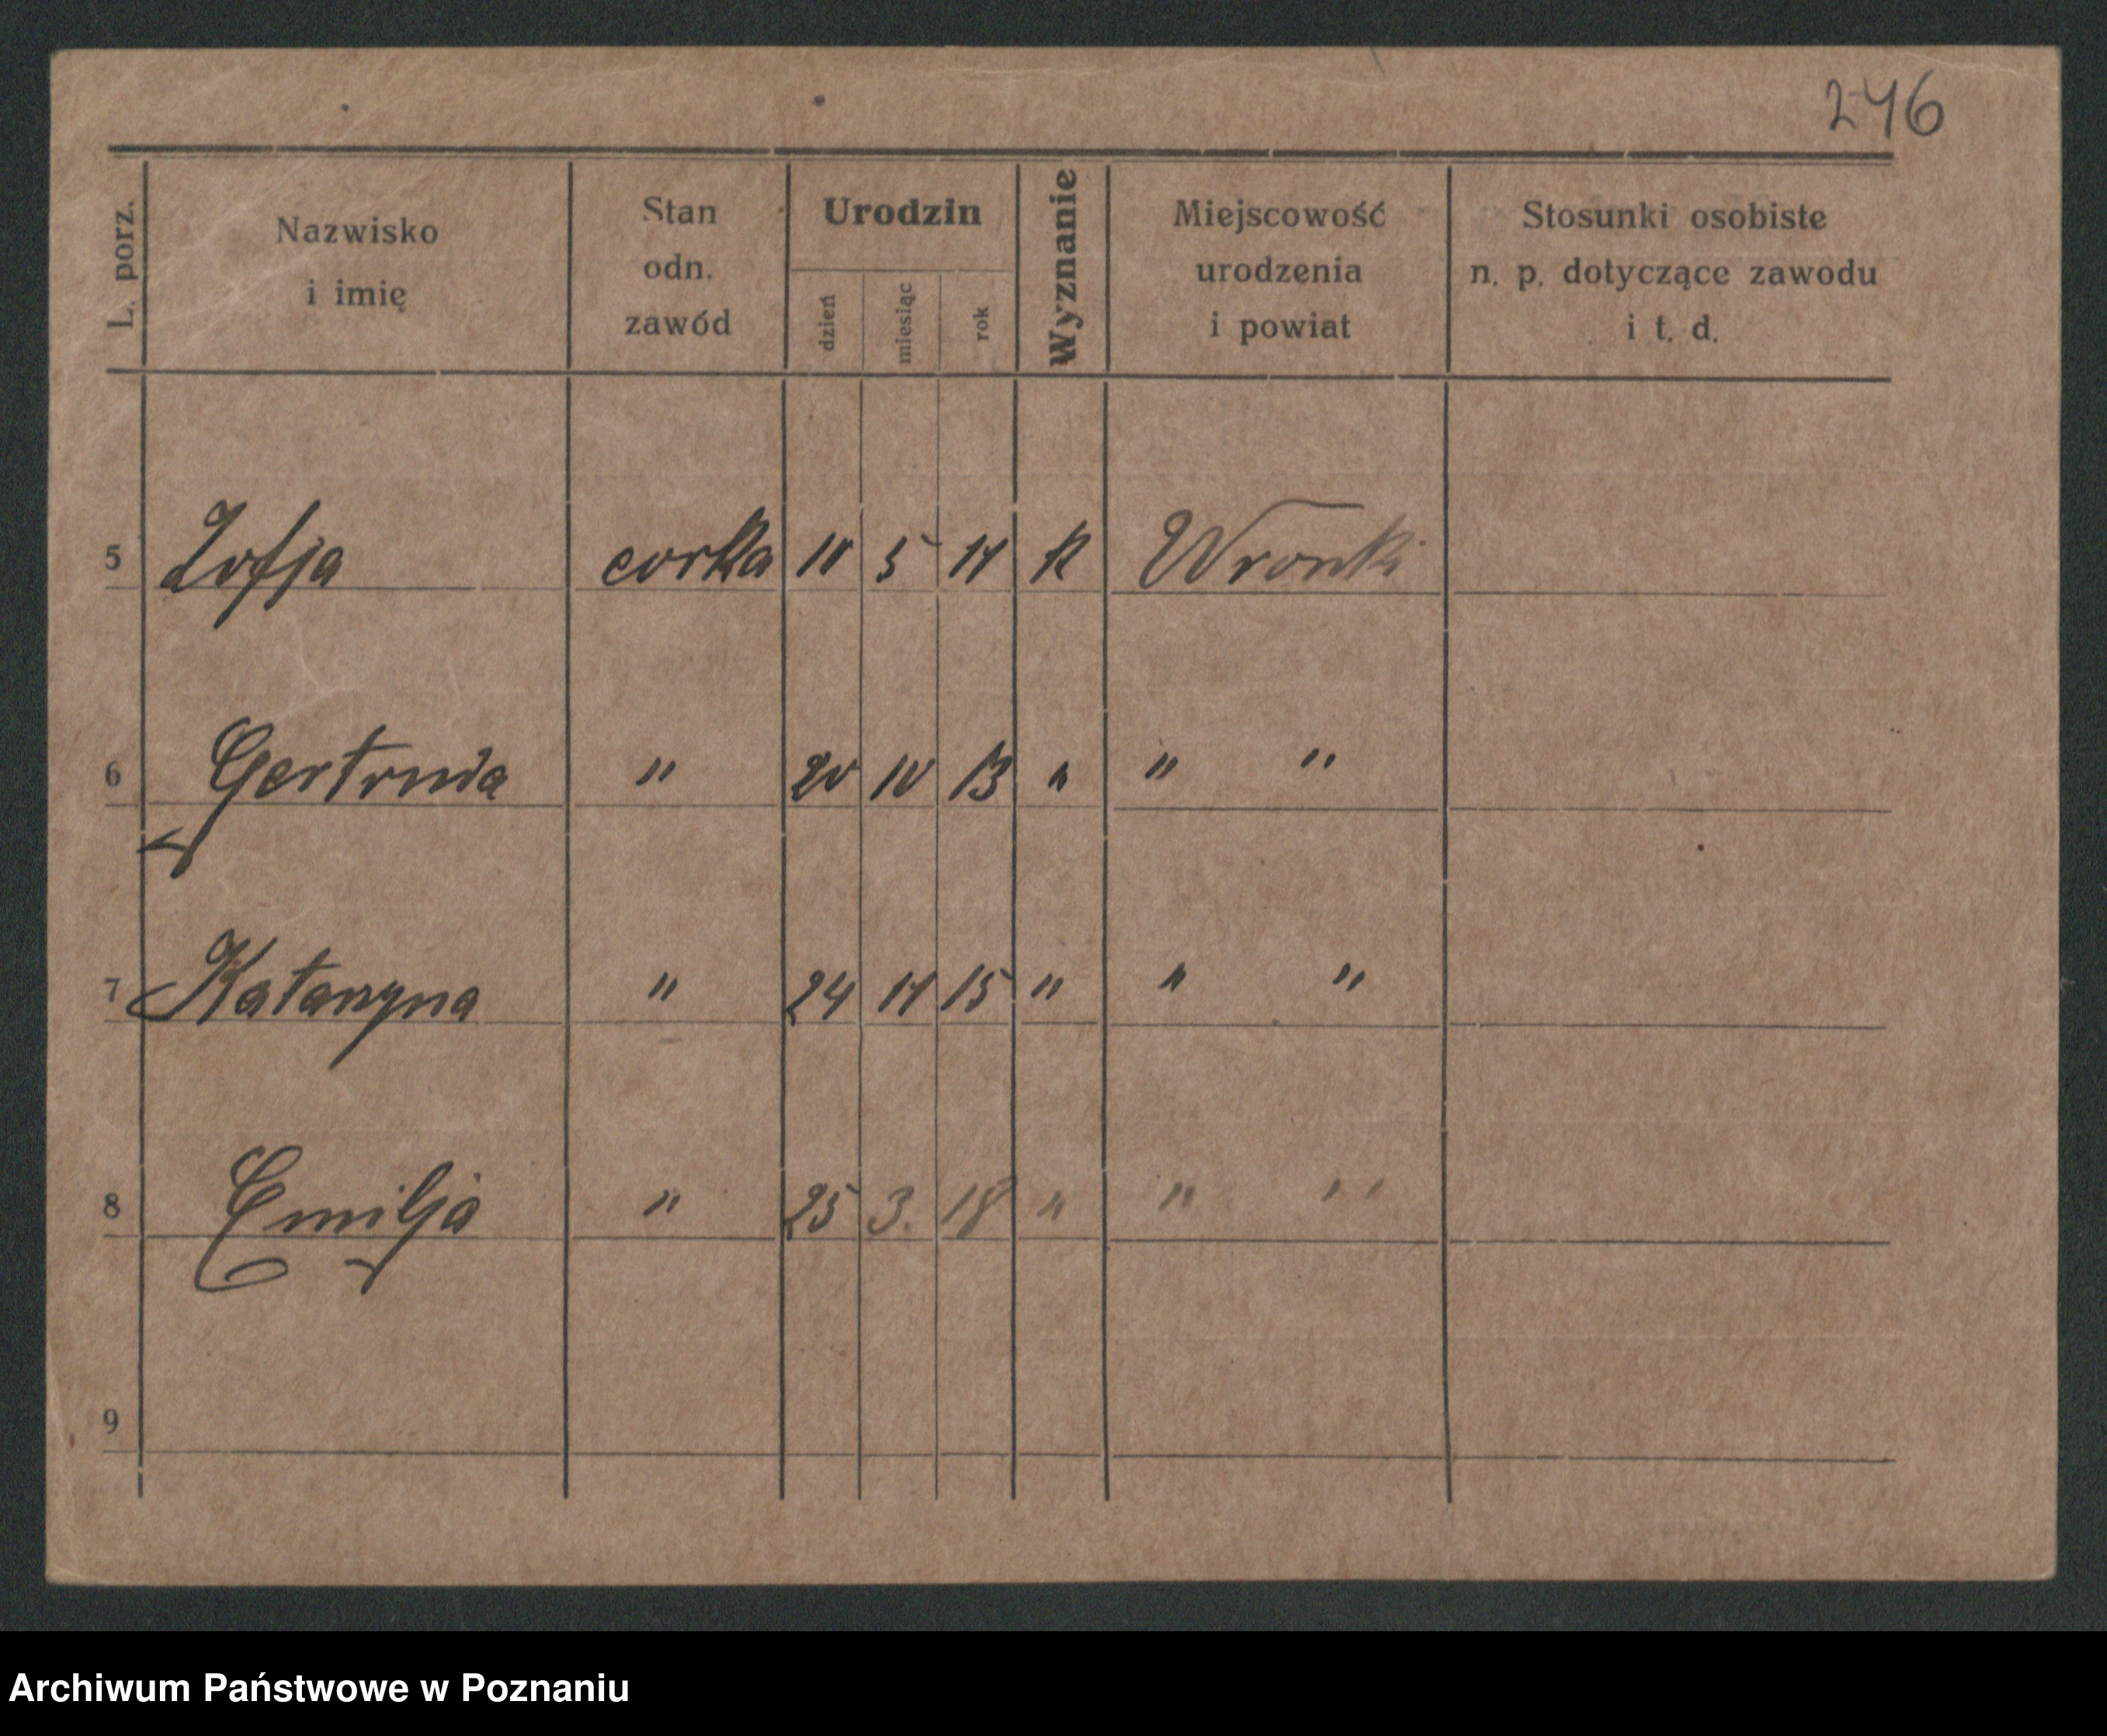 246
L. porz.
Nazwisko
i imię
Stan
odn.
zawód
Urodzin
dzień
miesiąc
rok
Wyznanie
Miejscowość
urodzenia
i powiat
Stosunki osobiste
n. p. dotyczące zawodu
i t. d.
5 Zofja corka 10 5 11 k Wronki
6 Gertruda " 20 10 13 " " "
7 Katarzyna " 24 11 15 " " "
8 Emilja " 25 3. 18 " " "
9
Archiwum Państwowe w Poznaniu